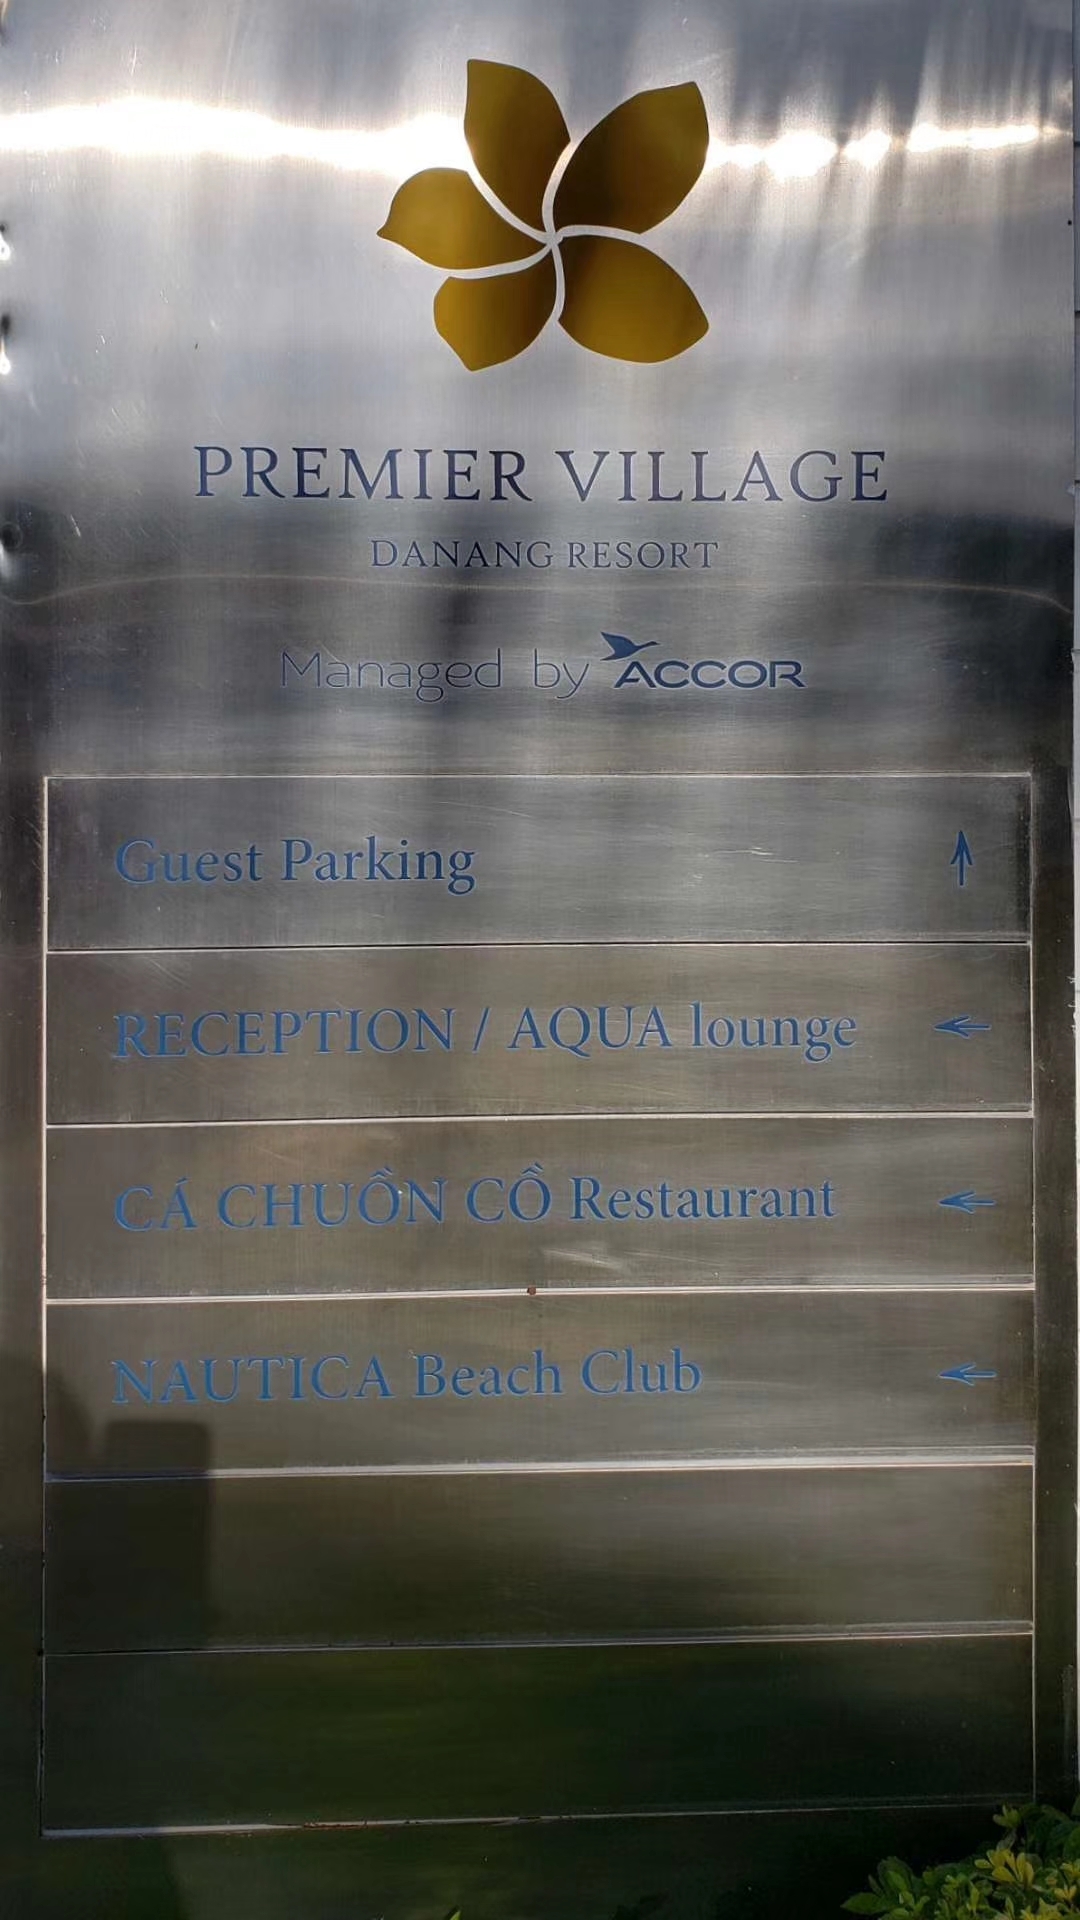 PREMIER VILLAGE
DANANG RESORT
Managed by ACCOR
Guest Parking
RECEPTION / AQUA lounge
CÁ CHUỒN CỒ Restaurant
NAUTICA Beach Club